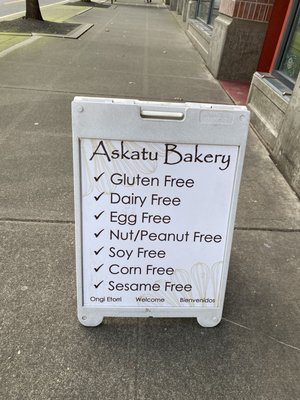 Askatu Bakery
✓ Gluten Free
✓ Dairy Free
✓ Egg Free
✓ Nut/Peanut Free
✓ Soy Free
✓ Corn Free
✓ Sesame Free
Ongi Etorri Welcome Bienvenidos